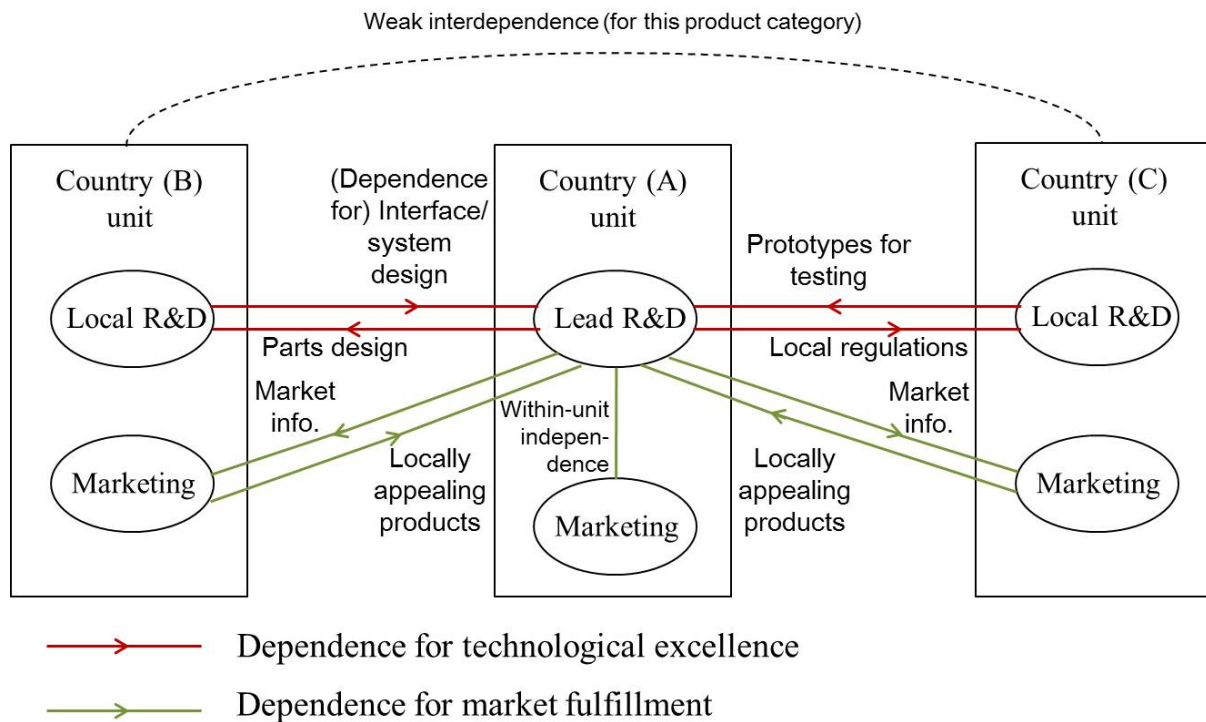 Weak interdependence (for this product category)
Country (B)
unit
(Dependence
for) Interface/
system
design
Country (A)
unit
Prototypes for
testing
Country (C)
unit
Local R&D
Lead R&D
Local R&D
Parts design
Local regulations
Market
info.
Within-unit
indepen-
dence
Market
info.
Marketing
Locally
appealing
products
Marketing
Locally
appealing
products
Marketing
Dependence for technological excellence
Dependence for market fulfillment